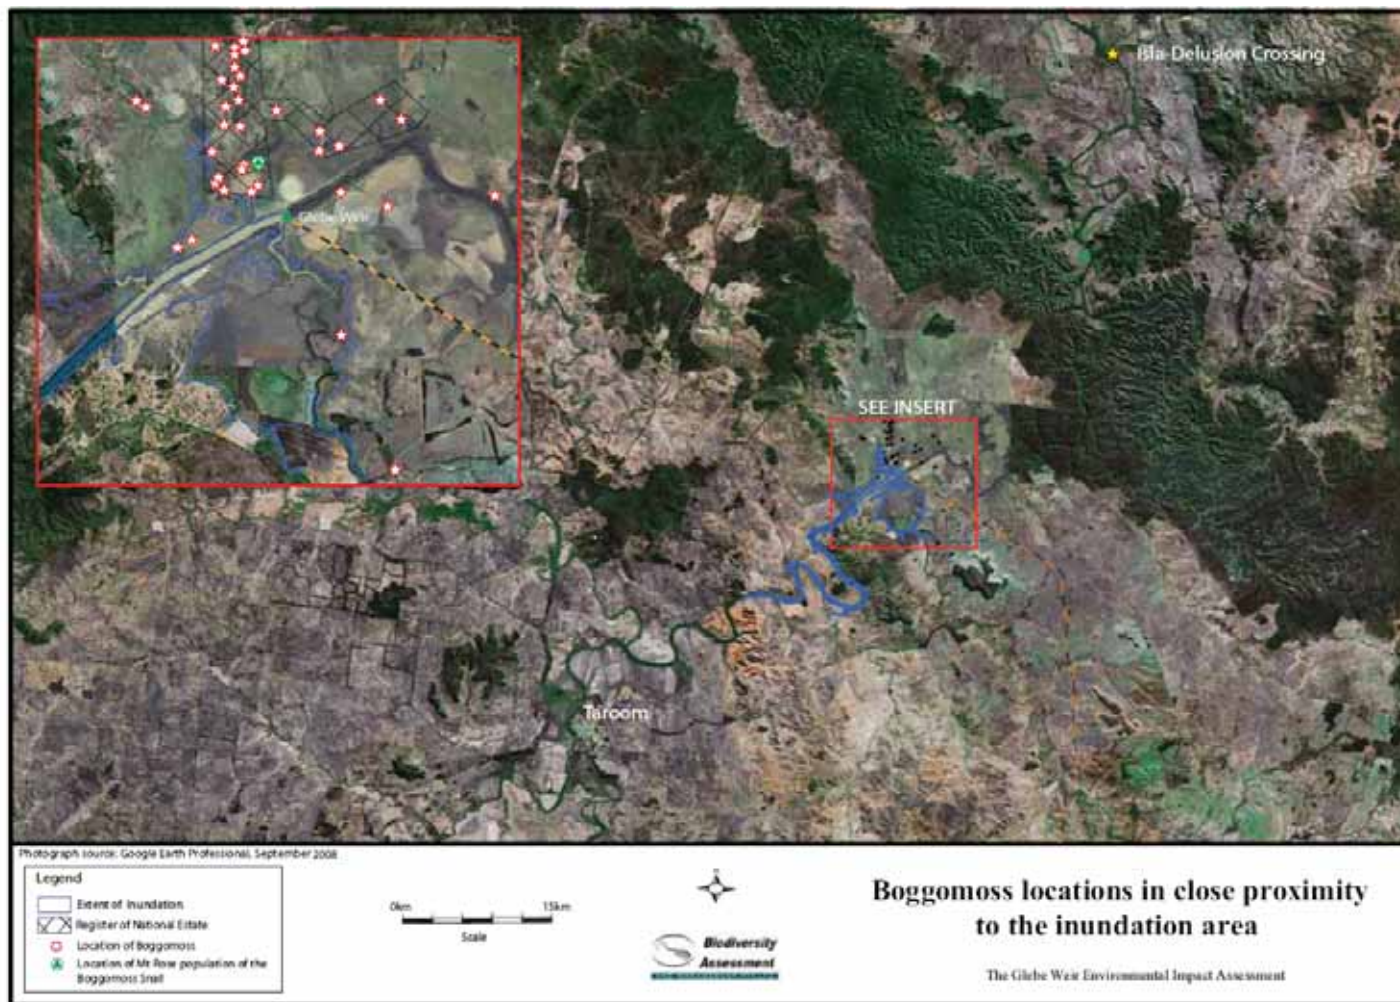 Isla-Delusion Crossing
Glebe Weir
SEE INSERT
Taroom
Photograph source: Google Earth Professional, September 2008
Legend
Extent of Inundation
Register of National Estate
Location of Boggomoss
Location of Mt Rose population of the
Boggomoss Snail
0km 15km
Scale
Biodiversity
Assessment
Boggomoss locations in close proximity
to the inundation area
The Glebe Weir Environmental Impact Assessment